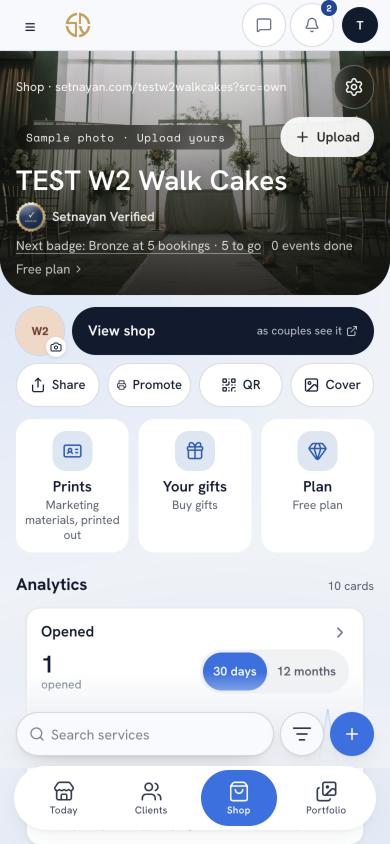 2
T
Shop · setnayan.com/testw2walkcakes?src=own
Sample photo · Upload yours
Upload
TEST W2 Walk Cakes
Setnayan Verified
Next badge: Bronze at 5 bookings · 5 to go 0 events done
Free plan
W2
View shop
as couples see it
Share
Promote
QR
Cover
Prints
Marketing materials, printed out
Your gifts
Buy gifts
Plan
Free plan
Analytics
10 cards
Opened
1
opened
30 days
12 months
Search services
Today
Clients
Shop
Portfolio